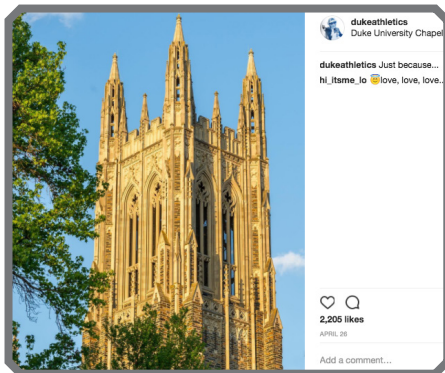 dukeathletics
Duke University Chapel
dukeathletics Just because...
hi_itsme_lo 😇love, love, love..
2,205 likes
APRIL 26
Add a comment...